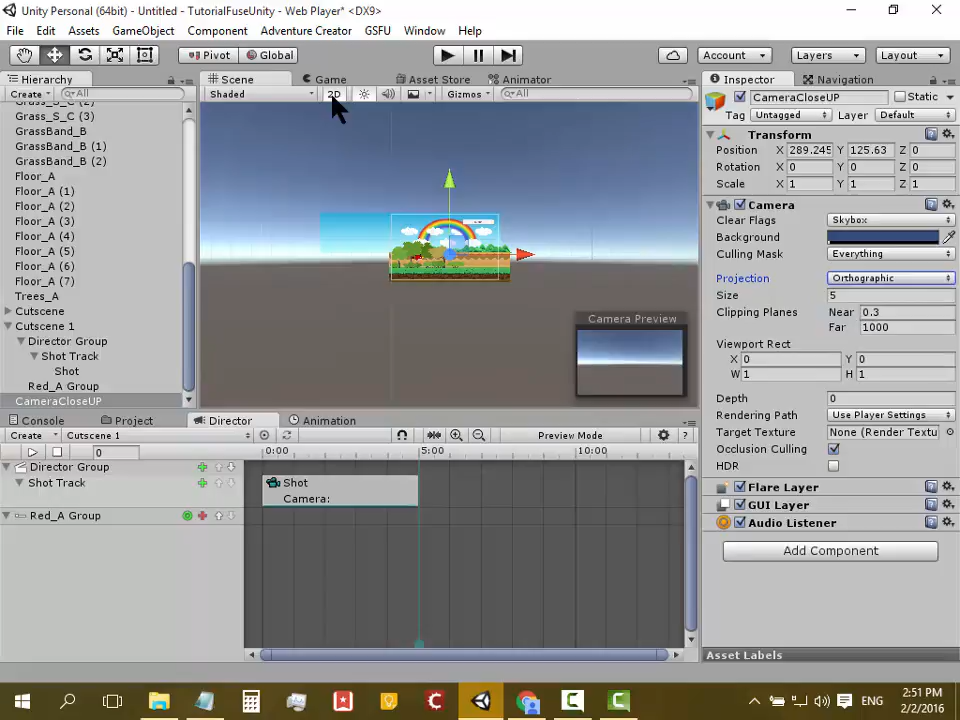 Unity Personal (64bit) - Untitled - TutorialFuseUnity - Web Player* <DX9>
File Edit Assets GameObject Component Adventure Creator GSFU Window Help
Pivot Global Account Layers Layout
Hierarchy Scene Game Asset Store Animator Inspector Navigation
Create All Shaded 2D Gizmos All CameraCloseUP Static
Grass_S_C (3)
Tag Untagged Layer Default
GrassBand_B
Transform
GrassBand_B (1)
Position X 289.245 Y 125.63 Z 0
GrassBand_B (2)
Rotation X 0 Y 0 Z 0
Floor_A
Scale X 1 Y 1 Z 1
Floor_A (1)
Floor_A (2)
Camera
Floor_A (3)
Clear Flags Skybox
Floor_A (4)
Background
Floor_A (5)
Culling Mask Everything
Floor_A (6)
Floor_A (7)
Projection Orthographic
Trees_A
Size 5
Cutscene
Clipping Planes Near 0.3
Cutscene 1
Far 1000
Director Group
Camera Preview
Shot Track
Viewport Rect
Shot
X 0 Y 0
Red_A Group
W 1 H 1
CameraCloseUP
Depth 0
Console Project Director Animation
Rendering Path Use Player Settings
Create Cutscene 1 Preview Mode ?
Target Texture None (Render Textu
0 0:00 5:00 10:00
Occlusion Culling
HDR
Director Group
Shot Track
Shot
Camera:
Red_A Group
Flare Layer
GUI Layer
Audio Listener
Add Component
Asset Labels
ENG
2:51 PM
2/2/2016